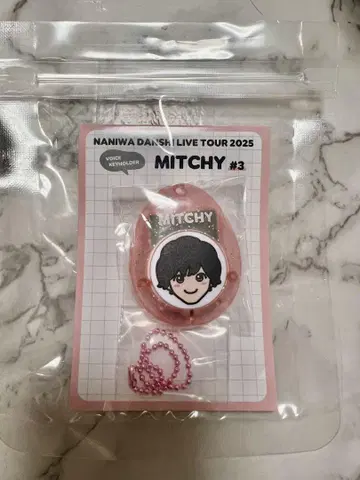 NANIWA DANSHI LIVE TOUR 2025
VOICE
KEYHOLDER
MITCHY #3
MITCHY